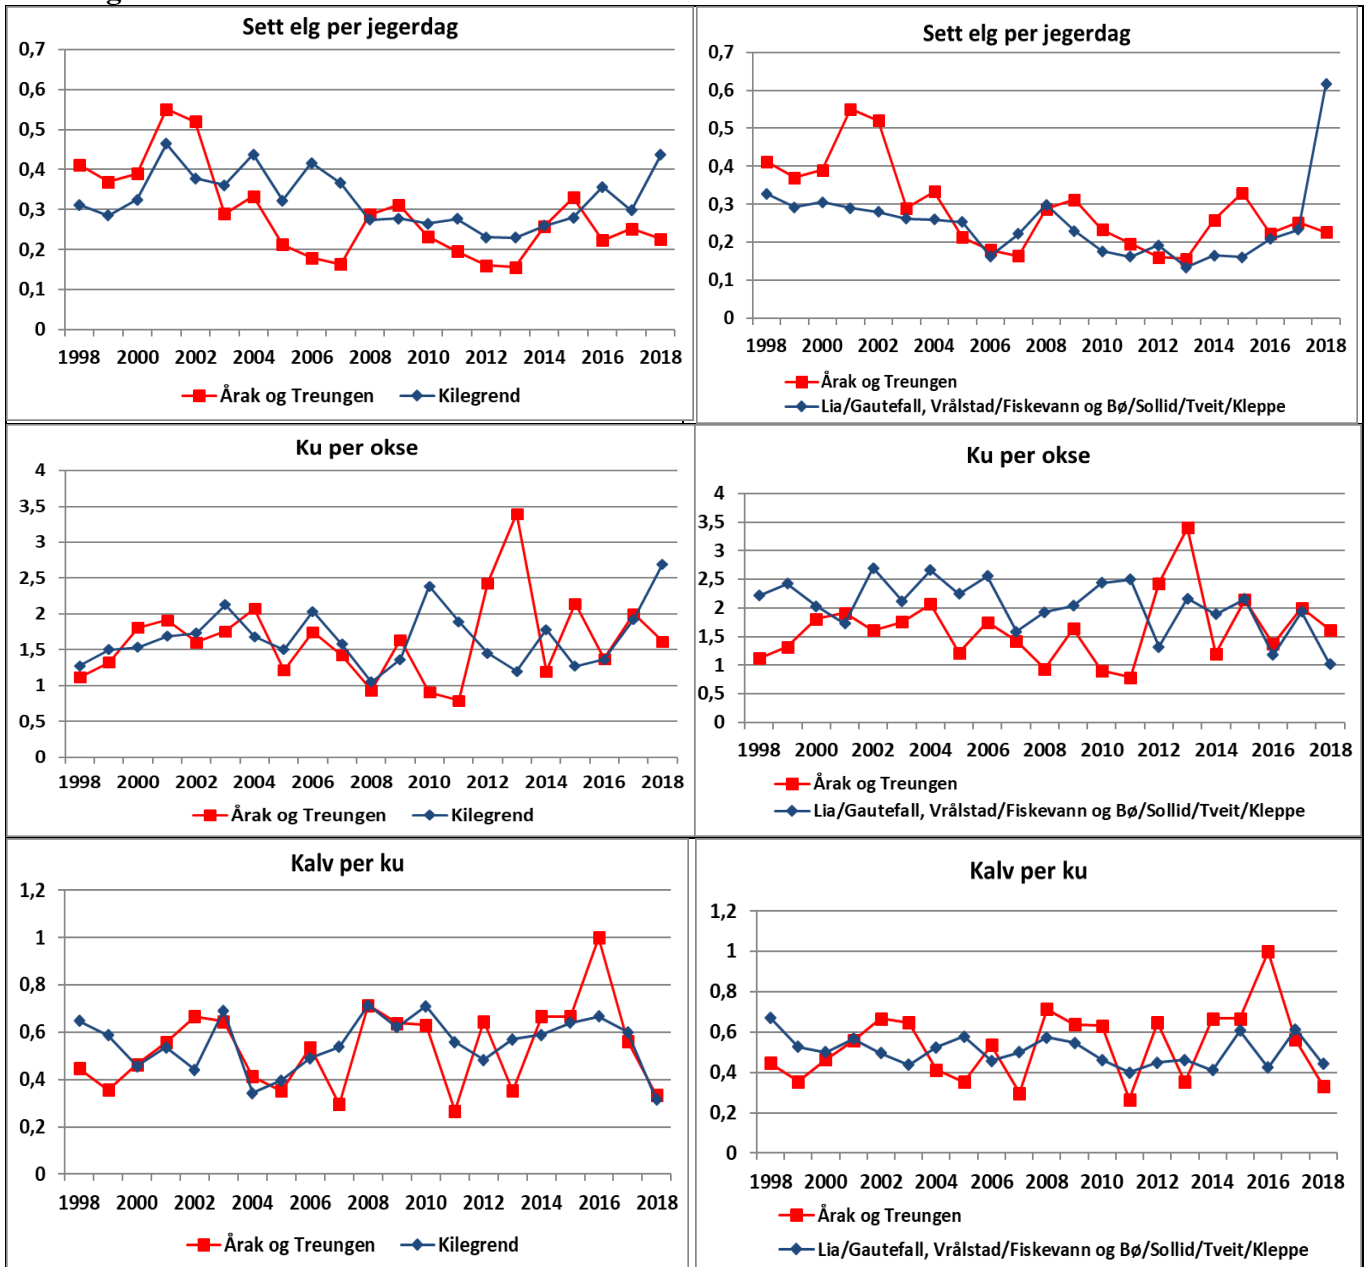 g
Sett elg per jegerdag
0,7
0,6
0,5
0,4
0,3
0,2
0,1
0
1998 2000 2002 2004 2006 2008 2010 2012 2014 2016 2018
Årak og Treungen Kilegrend
Sett elg per jegerdag
0,7
0,6
0,5
0,4
0,3
0,2
0,1
0
1998 2000 2002 2004 2006 2008 2010 2012 2014 2016 2018
Årak og Treungen
Lia/Gautefall, Vrålstad/Fiskevann og Bø/Sollid/Tveit/Kleppe
Ku per okse
4
3,5
3
2,5
2
1,5
1
0,5
0
1998 2000 2002 2004 2006 2008 2010 2012 2014 2016 2018
Årak og Treungen Kilegrend
Ku per okse
4
3,5
3
2,5
2
1,5
1
0,5
0
1998 2000 2002 2004 2006 2008 2010 2012 2014 2016 2018
Årak og Treungen
Lia/Gautefall, Vrålstad/Fiskevann og Bø/Sollid/Tveit/Kleppe
Kalv per ku
1,2
1
0,8
0,6
0,4
0,2
0
1998 2000 2002 2004 2006 2008 2010 2012 2014 2016 2018
Årak og Treungen Kilegrend
Kalv per ku
1,2
1
0,8
0,6
0,4
0,2
0
1998 2000 2002 2004 2006 2008 2010 2012 2014 2016 2018
Årak og Treungen
Lia/Gautefall, Vrålstad/Fiskevann og Bø/Sollid/Tveit/Kleppe